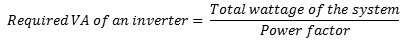 Required VA of an inverter = Total wattage of the system / Power factor